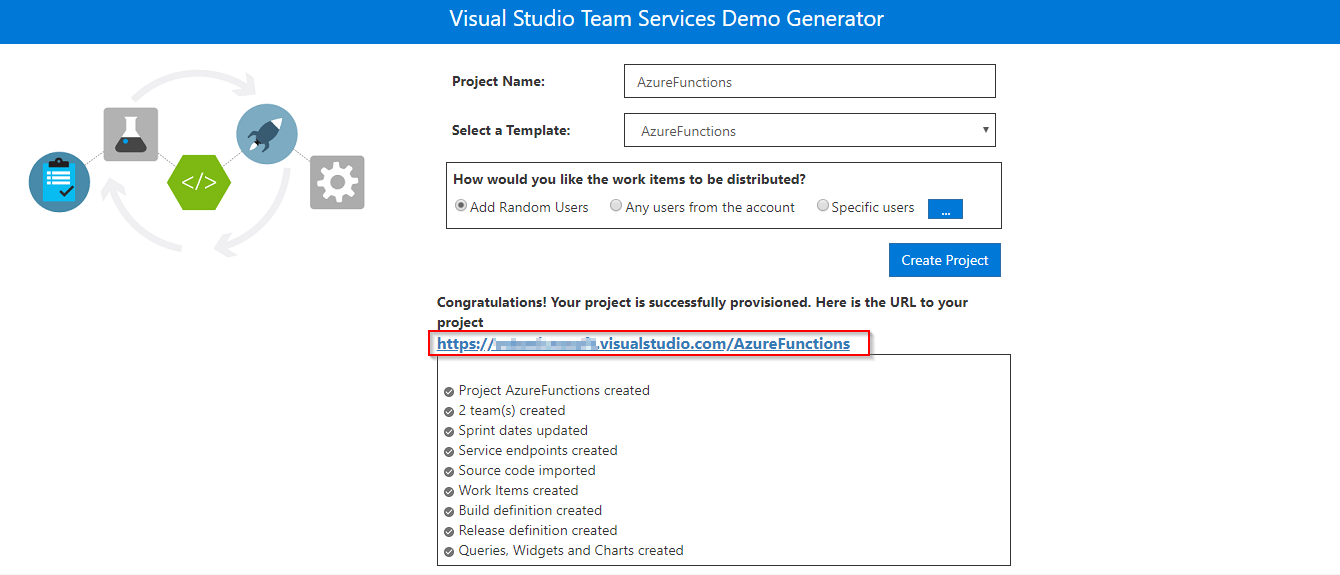 Visual Studio Team Services Demo Generator
Project Name:
AzureFunctions
Select a Template:
AzureFunctions
How would you like the work items to be distributed?
Add Random Users Any users from the account Specific users ...
</>
Create Project
Congratulations! Your project is successfully provisioned. Here is the URL to your
project
https:// .visualstudio.com/AzureFunctions
Project AzureFunctions created
2 team(s) created
Sprint dates updated
Service endpoints created
Source code imported
Work Items created
Build definition created
Release definition created
Queries, Widgets and Charts created